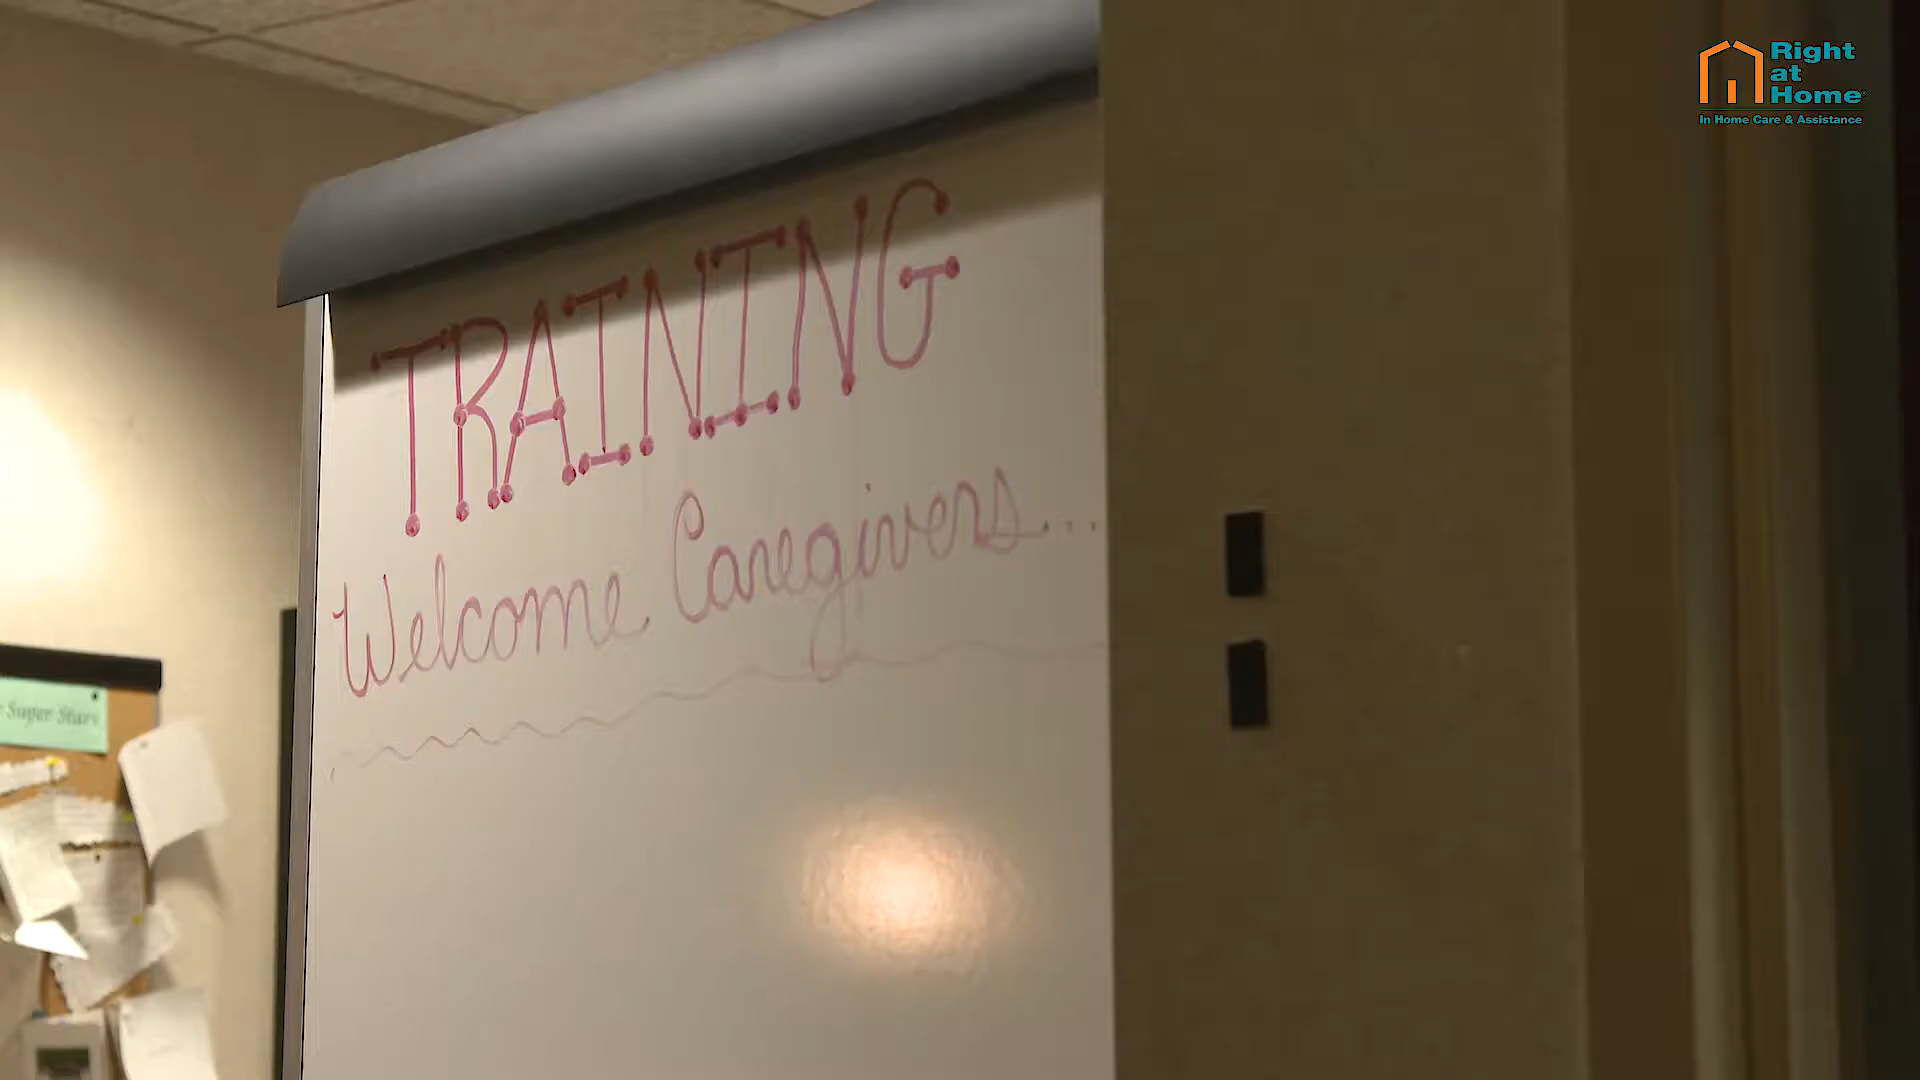 TRAINING
Welcome Caregivers...
Super Stars
Right
at
Home
In Home Care & Assistance